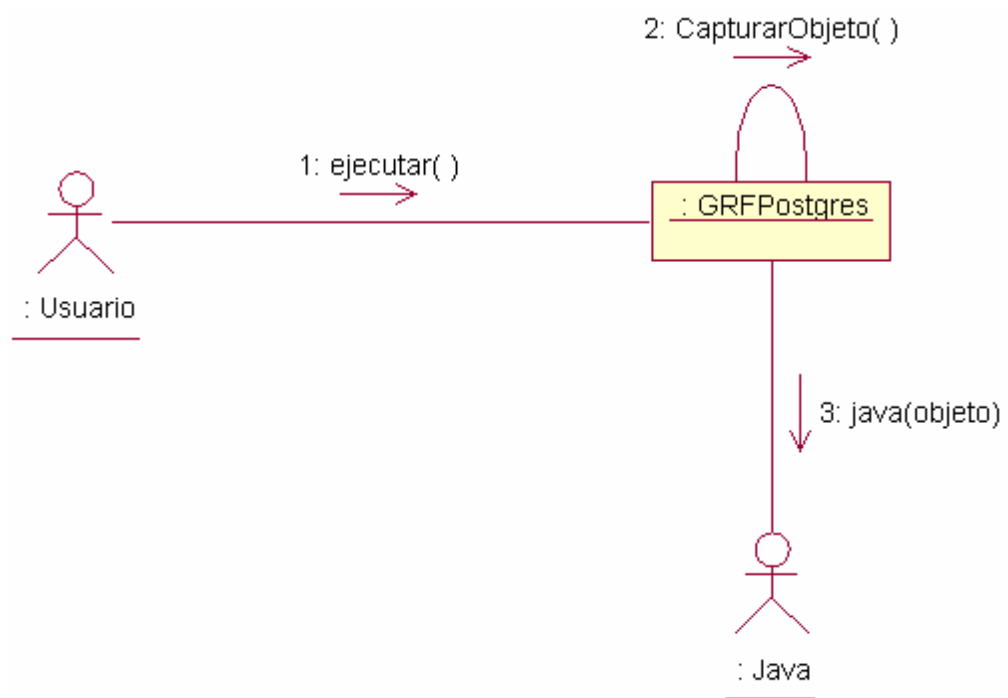 2: CapturarObjeto( )
1: ejecutar( )
: GRFPostgres
: Usuario
3: java(objeto)
: Java